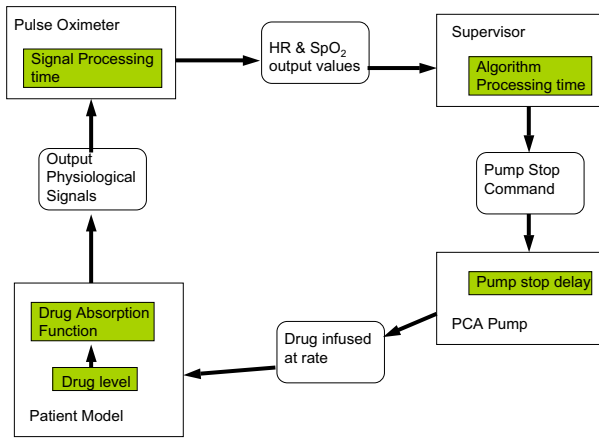 Pulse Oximeter
Signal Processing
time
HR & SpO₂
output values
Supervisor
Algorithm
Processing time
Output
Physiological
Signals
Pump Stop
Command
Pump stop delay
PCA Pump
Drug infused
at rate
Drug Absorption
Function
Drug level
Patient Model